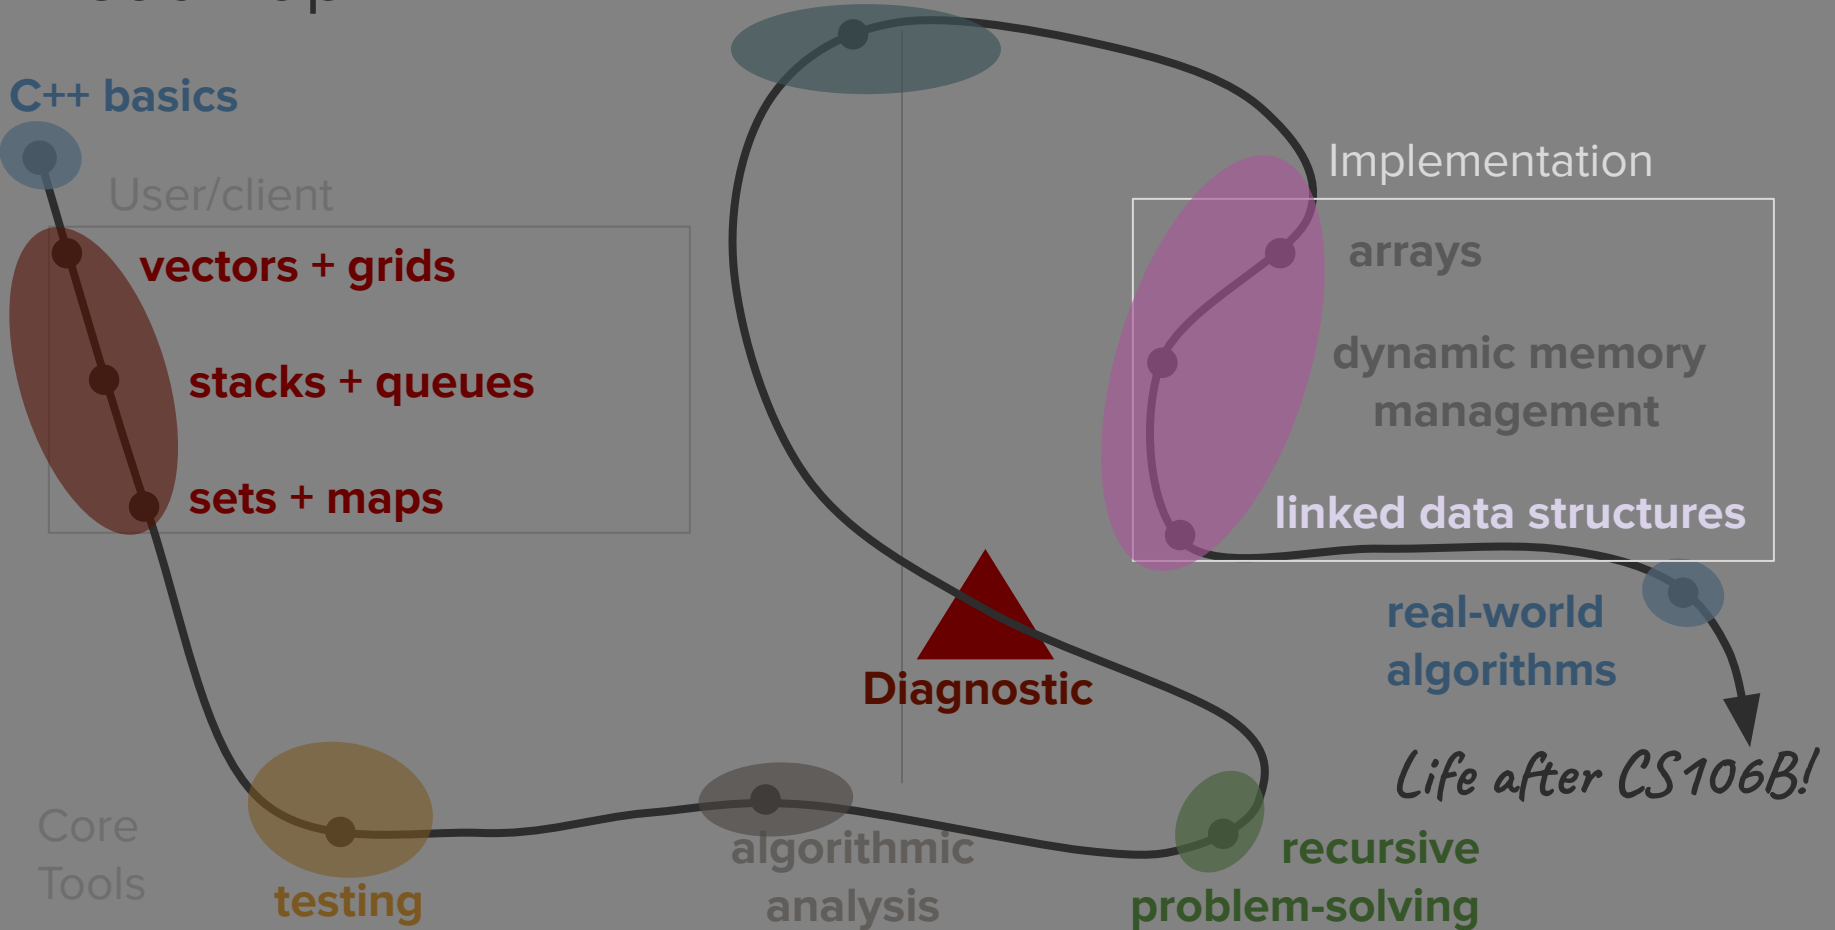 C++ basics
User/client
vectors + grids
stacks + queues
sets + maps
Core
Tools
testing
algorithmic
analysis
recursive
problem-solving
Diagnostic
Implementation
arrays
dynamic memory
management
linked data structures
real-world
algorithms
Life after CS106B!